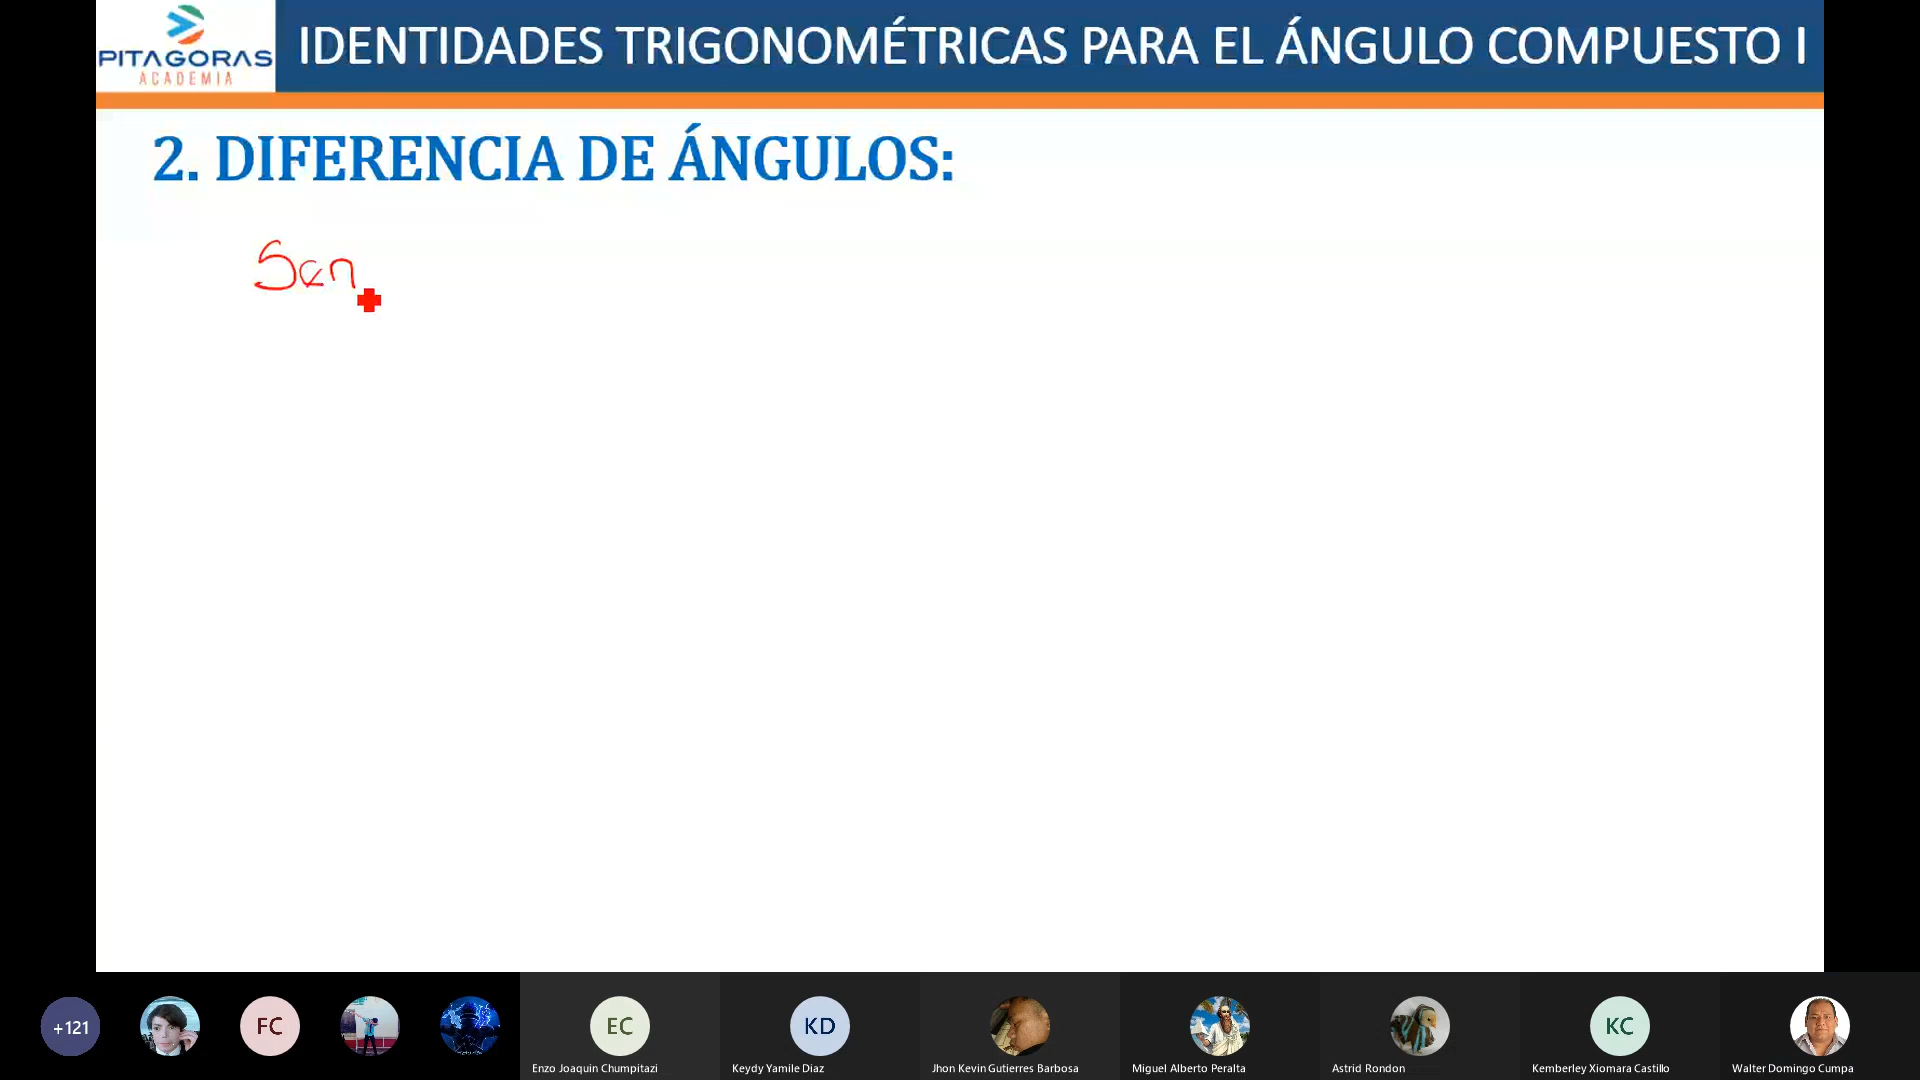 PITAGORAS
ACADEMIA
IDENTIDADES TRIGONOMÉTRICAS PARA EL ÁNGULO COMPUESTO I
2. DIFERENCIA DE ÁNGULOS:
Sen
+121
FC
EC
KD
KC
Enzo Joaquin Chumpitazi
Keydy Yamile Diaz
Jhon Kevin Gutierres Barbosa
Miguel Alberto Peralta
Astrid Rondon
Kemberley Xiomara Castillo
Walter Domingo Cumpa